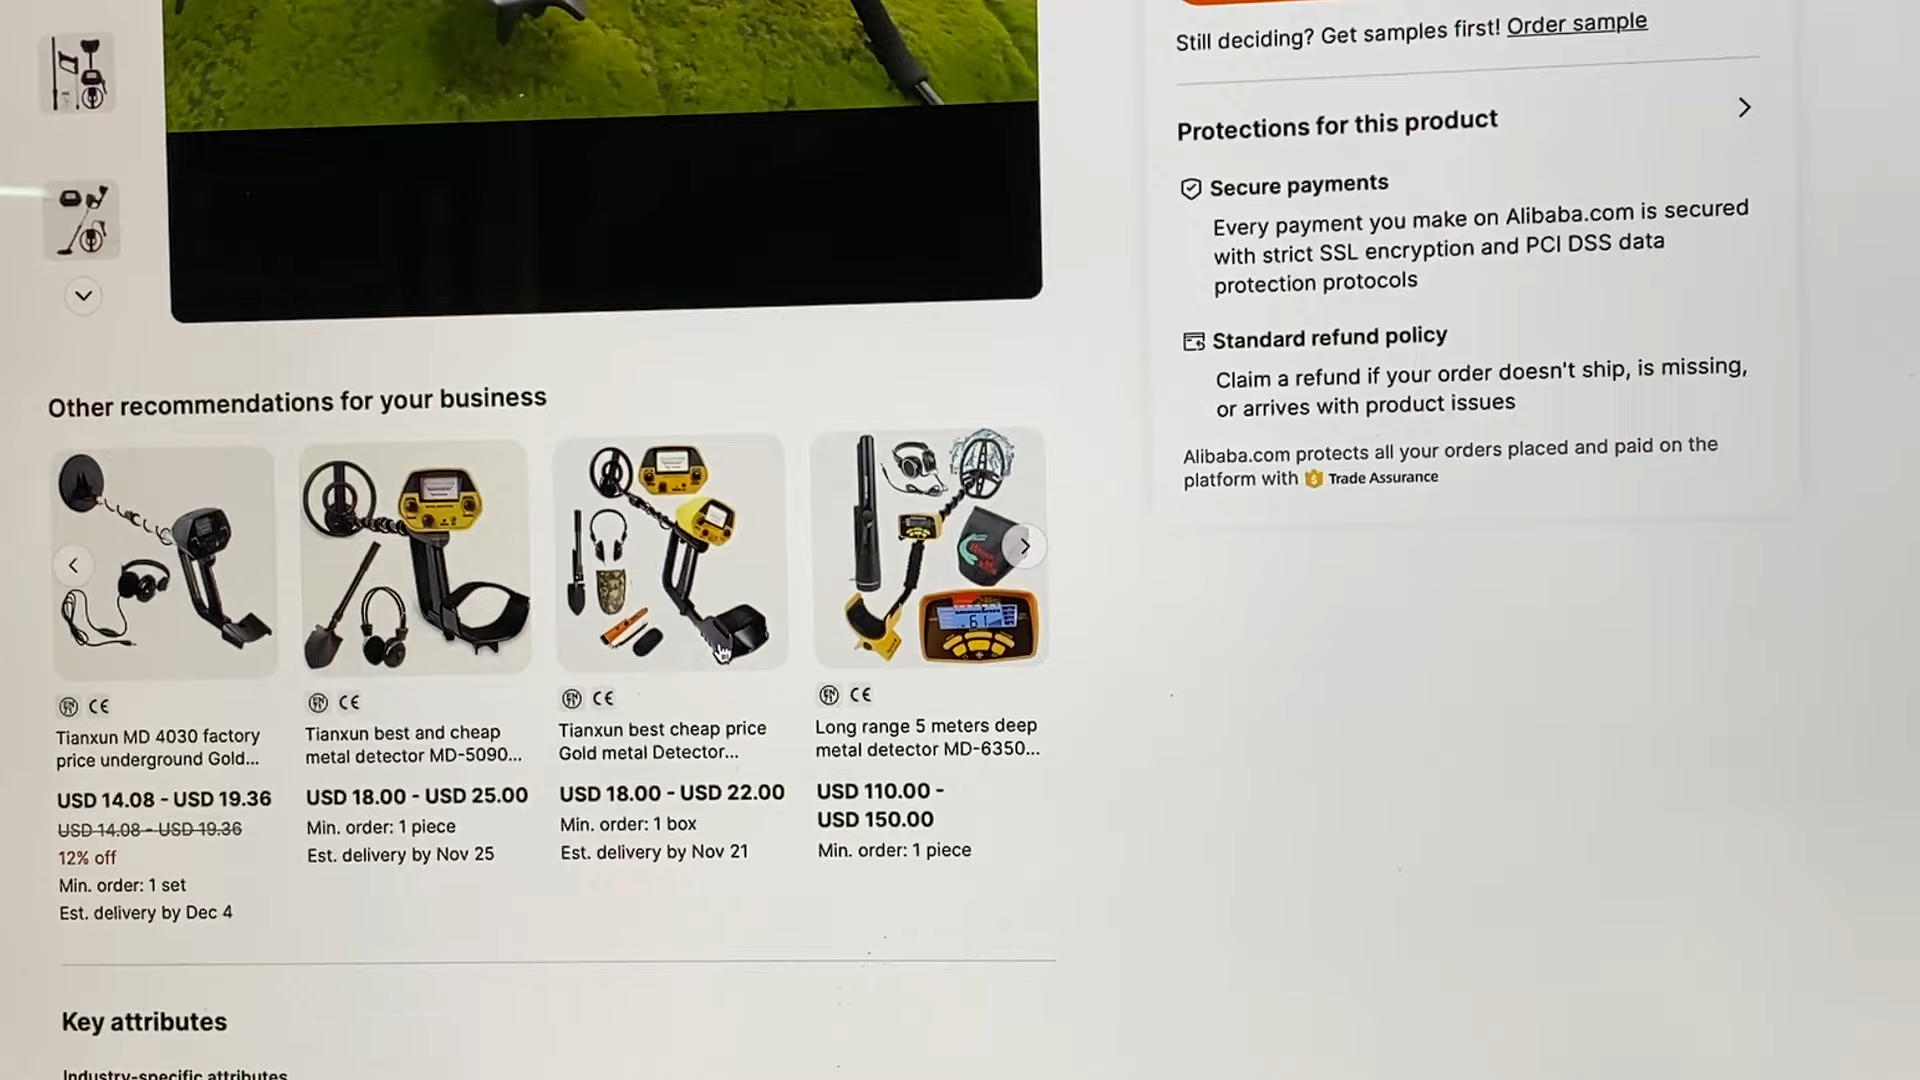 Still deciding? Get samples first! Order sample
Protections for this product
Secure payments
Every payment you make on Alibaba.com is secured
with strict SSL encryption and PCI DSS data
protection protocols
Standard refund policy
Claim a refund if your order doesn't ship, is missing,
or arrives with product issues
Alibaba.com protects all your orders placed and paid on the
platform with Trade Assurance
Other recommendations for your business
CE
Tianxun MD 4030 factory
price underground Gold...
USD 14.08 - USD 19.36
USD 14.08 - USD 19.36
12% off
Min. order: 1 set
Est. delivery by Dec 4
CE
Tianxun best and cheap
metal detector MD-5090...
USD 18.00 - USD 25.00
Min. order: 1 piece
Est. delivery by Nov 25
CE
Tianxun best cheap price
Gold metal Detector...
USD 18.00 - USD 22.00
Min. order: 1 box
Est. delivery by Nov 21
61
CE
Long range 5 meters deep
metal detector MD-6350...
USD 110.00 -
USD 150.00
Min. order: 1 piece
Key attributes
Industry-specific attributes